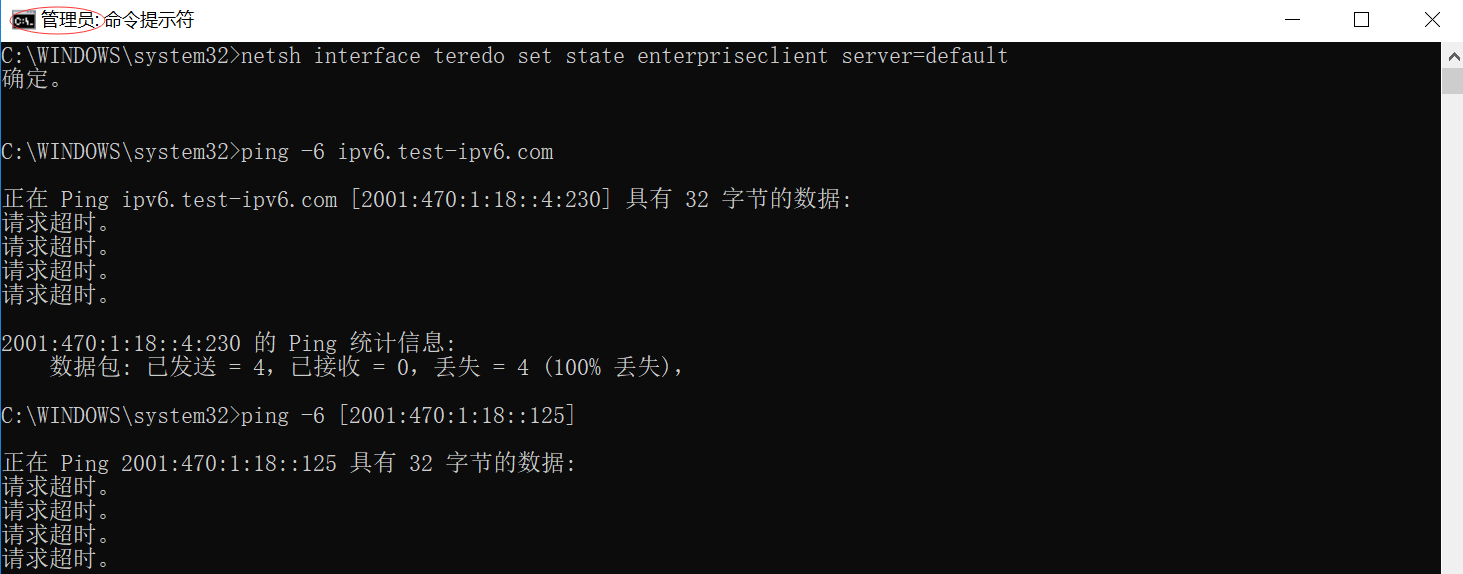 管理员: 命令提示符
C:\WINDOWS\system32>netsh interface teredo set state enterpriseclient server=default
确定。
C:\WINDOWS\system32>ping -6 ipv6.test-ipv6.com
正在 Ping ipv6.test-ipv6.com [2001:470:1:18::4:230] 具有 32 字节的数据:
请求超时。
请求超时。
请求超时。
请求超时。
2001:470:1:18::4:230 的 Ping 统计信息:
数据包: 已发送 = 4，已接收 = 0，丢失 = 4 (100% 丢失)，
C:\WINDOWS\system32>ping -6 [2001:470:1:18::125]
正在 Ping 2001:470:1:18::125 具有 32 字节的数据:
请求超时。
请求超时。
请求超时。
请求超时。